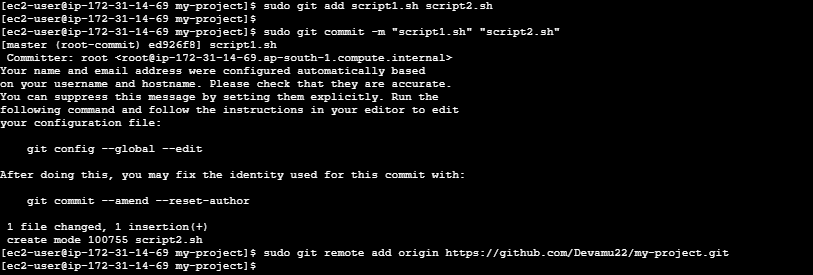 [ec2-user@ip-172-31-14-69 my-project]$ sudo git add script1.sh script2.sh
[ec2-user@ip-172-31-14-69 my-project]$
[ec2-user@ip-172-31-14-69 my-project]$ sudo git commit -m "script1.sh" "script2.sh"
[master (root-commit) ed926f8] script1.sh
 Committer: root <root@ip-172-31-14-69.ap-south-1.compute.internal>
Your name and email address were configured automatically based
on your username and hostname. Please check that they are accurate.
You can suppress this message by setting them explicitly. Run the
following command and follow the instructions in your editor to edit
your configuration file:

    git config --global --edit

After doing this, you may fix the identity used for this commit with:

    git commit --amend --reset-author

 1 file changed, 1 insertion(+)
 create mode 100755 script2.sh
[ec2-user@ip-172-31-14-69 my-project]$ sudo git remote add origin https://github.com/Devamu22/my-project.git
[ec2-user@ip-172-31-14-69 my-project]$